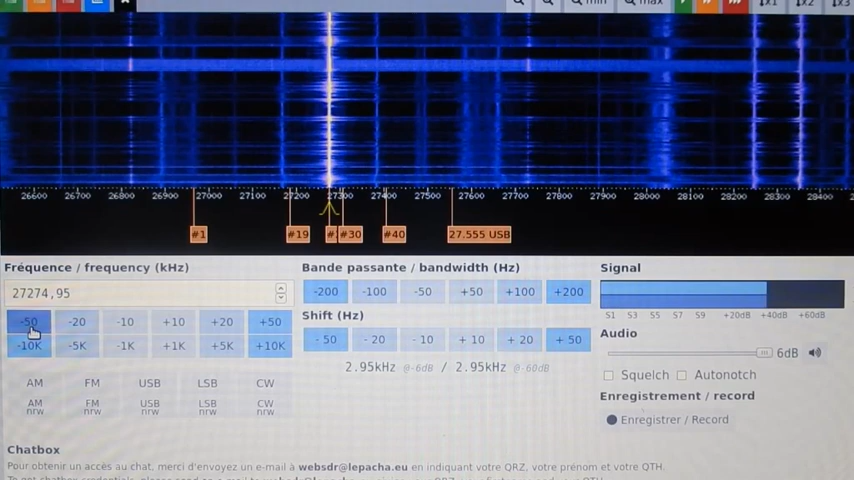 min max x1 x2 x3
26600 26700 26800 26900 27000 27100 27200 27300 27400 27500 27600 27700 27800 27900 28000 28100 28200 28300 28400
#1 #19 #30 #40 27.555 USB
Fréquence / frequency (kHz)
27274,95
-50 -20 -10 +10 +20 +50
-10K -5K -1K +1K +5K +10K
AM FM USB LSB CW
AM nrw USB nrw LSB nrw CW nrw
Bande passante / bandwidth (Hz)
-200 -100 -50 +50 +100 +200
Shift (Hz)
- 50 - 20 - 10 + 10 + 20 + 50
2.95kHz @-6dB / 2.95kHz @-60dB
Signal
S1 S3 S5 S7 S9 +20dB +40dB +60dB
Audio
6dB
Squelch Autonotch
Enregistrement / record
Enregistrer / Record
Chatbox
Pour obtenir un accès au chat, merci d'envoyez un e-mail à websdr@lepacha.eu en indiquant votre QRZ, votre prénom et votre QTH.